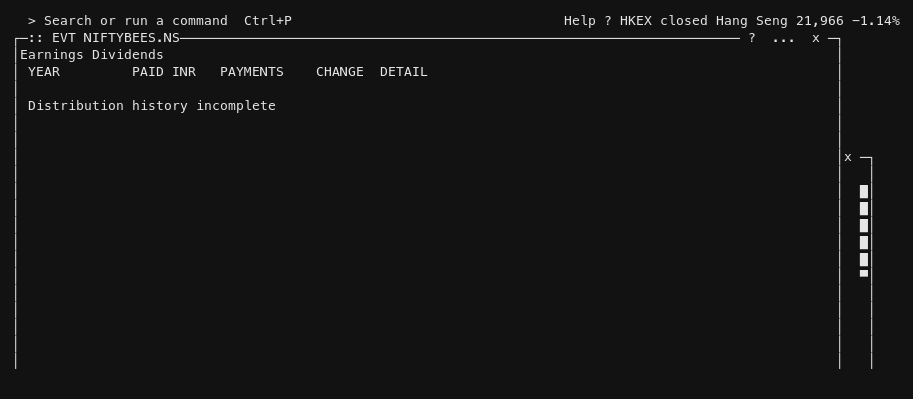 > Search or run a command  Ctrl+P  Help ? HKEX closed Hang Seng 21,966 −1.14%
:: EVT NIFTYBEES.NS ? ... x
Earnings Dividends
YEAR PAID INR PAYMENTS CHANGE DETAIL
Distribution history incomplete
x